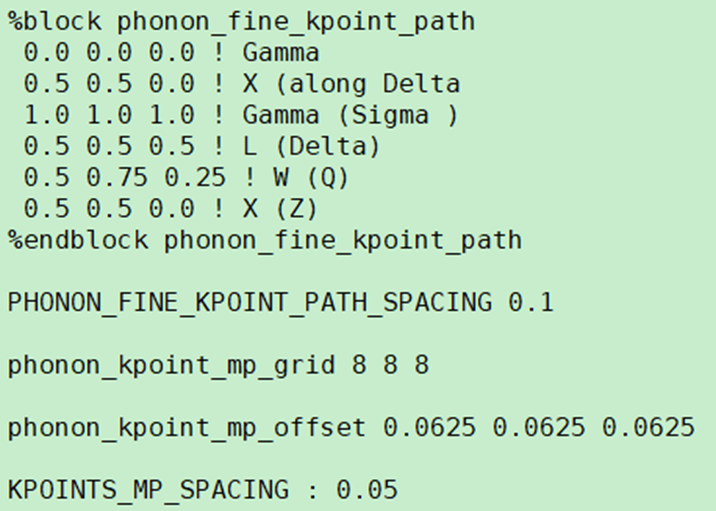 %block phonon_fine_kpoint_path
0.0 0.0 0.0 ! Gamma
0.5 0.5 0.0 ! X (along Delta
1.0 1.0 1.0 ! Gamma (Sigma )
0.5 0.5 0.5 ! L (Delta)
0.5 0.75 0.25 ! W (Q)
0.5 0.5 0.0 ! X (Z)
%endblock phonon_fine_kpoint_path
PHONON_FINE_KPOINT_PATH_SPACING 0.1
phonon_kpoint_mp_grid 8 8 8
phonon_kpoint_mp_offset 0.0625 0.0625 0.0625
KPOINTS_MP_SPACING : 0.05